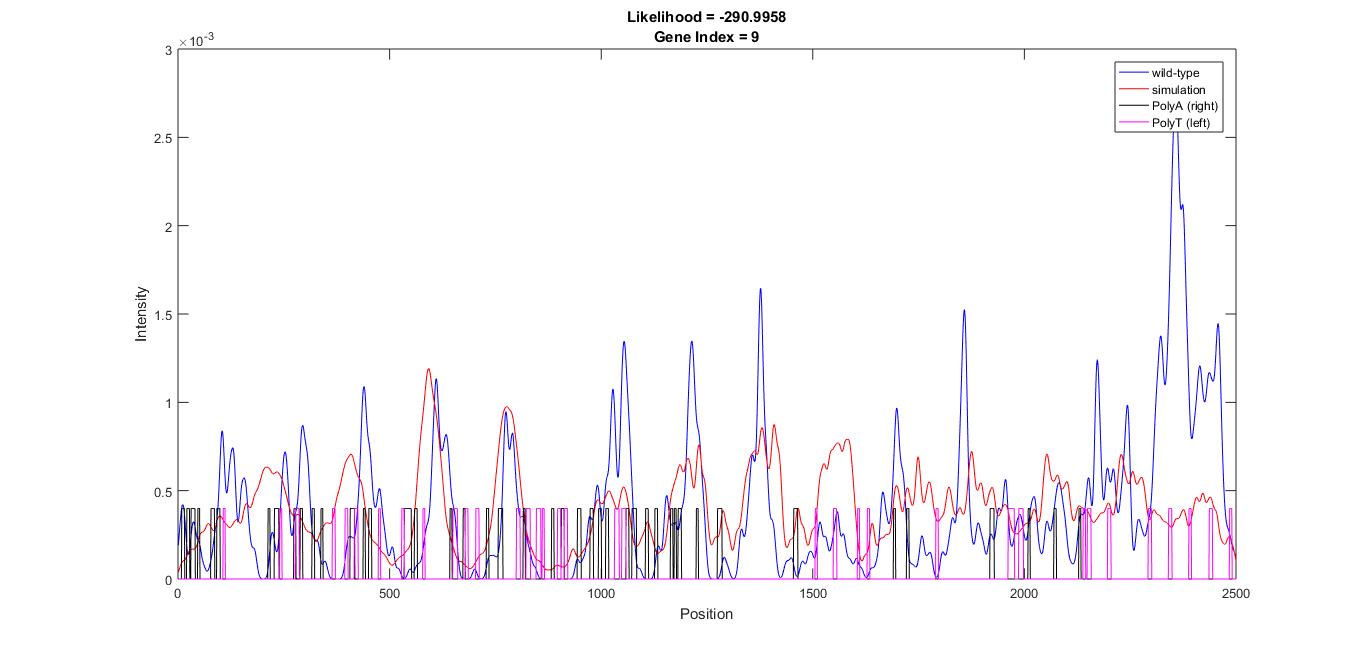 Likelihood = -290.9958
Gene Index = 9
×10-3
3
2.5
2
1.5
1
0.5
0
Intensity
wild-type
simulation
PolyA (right)
PolyT (left)
0 500 1000 1500 2000 2500
Position